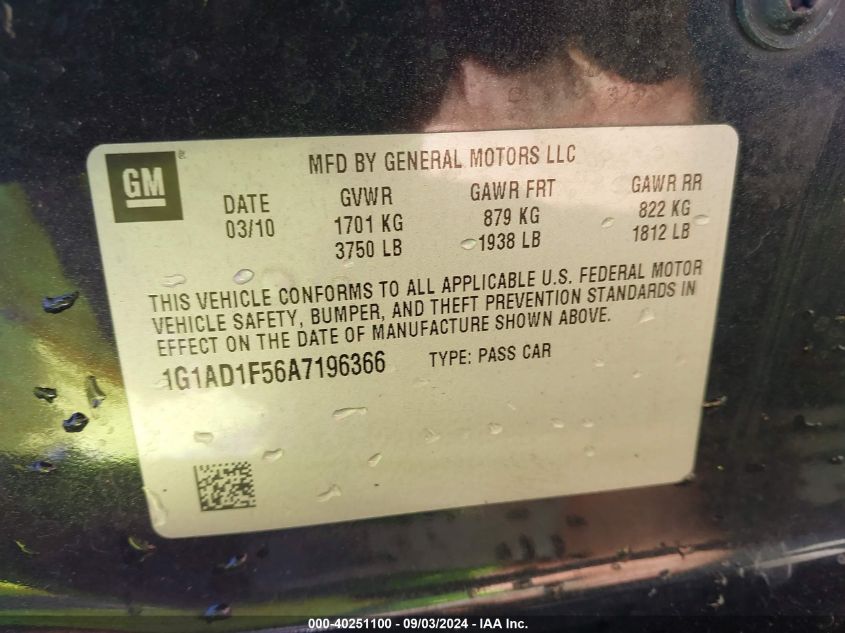 GM
MFD BY GENERAL MOTORS LLC
DATE GVWR GAWR FRT GAWR RR
03/10 1701 KG 879 KG 822 KG
3750 LB 1938 LB 1812 LB
THIS VEHICLE CONFORMS TO ALL APPLICABLE U.S. FEDERAL MOTOR
VEHICLE SAFETY, BUMPER, AND THEFT PREVENTION STANDARDS IN
EFFECT ON THE DATE OF MANUFACTURE SHOWN ABOVE.
1G1AD1F56A7196366 TYPE: PASS CAR
000-40251100 - 09/03/2024 - IAA Inc.